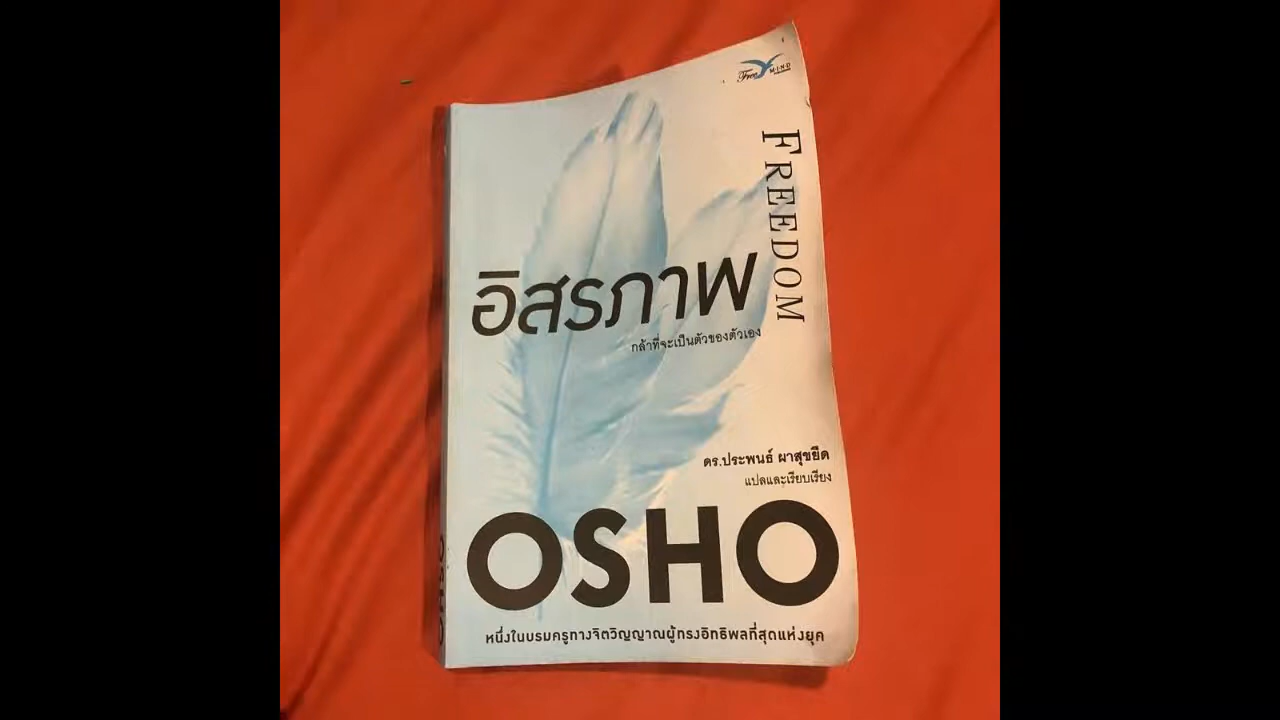 Free MIND
FREEDOM
อิสรภาพ
กล้าที่จะเป็นตัวของตัวเอง
ดร.ประพนธ์ ผาสุขยืด
แปลและเรียบเรียง
OSHO
หนึ่งในบรมครูทางจิตวิญญาณผู้ทรงอิทธิพลที่สุดแห่งยุค
OSHO